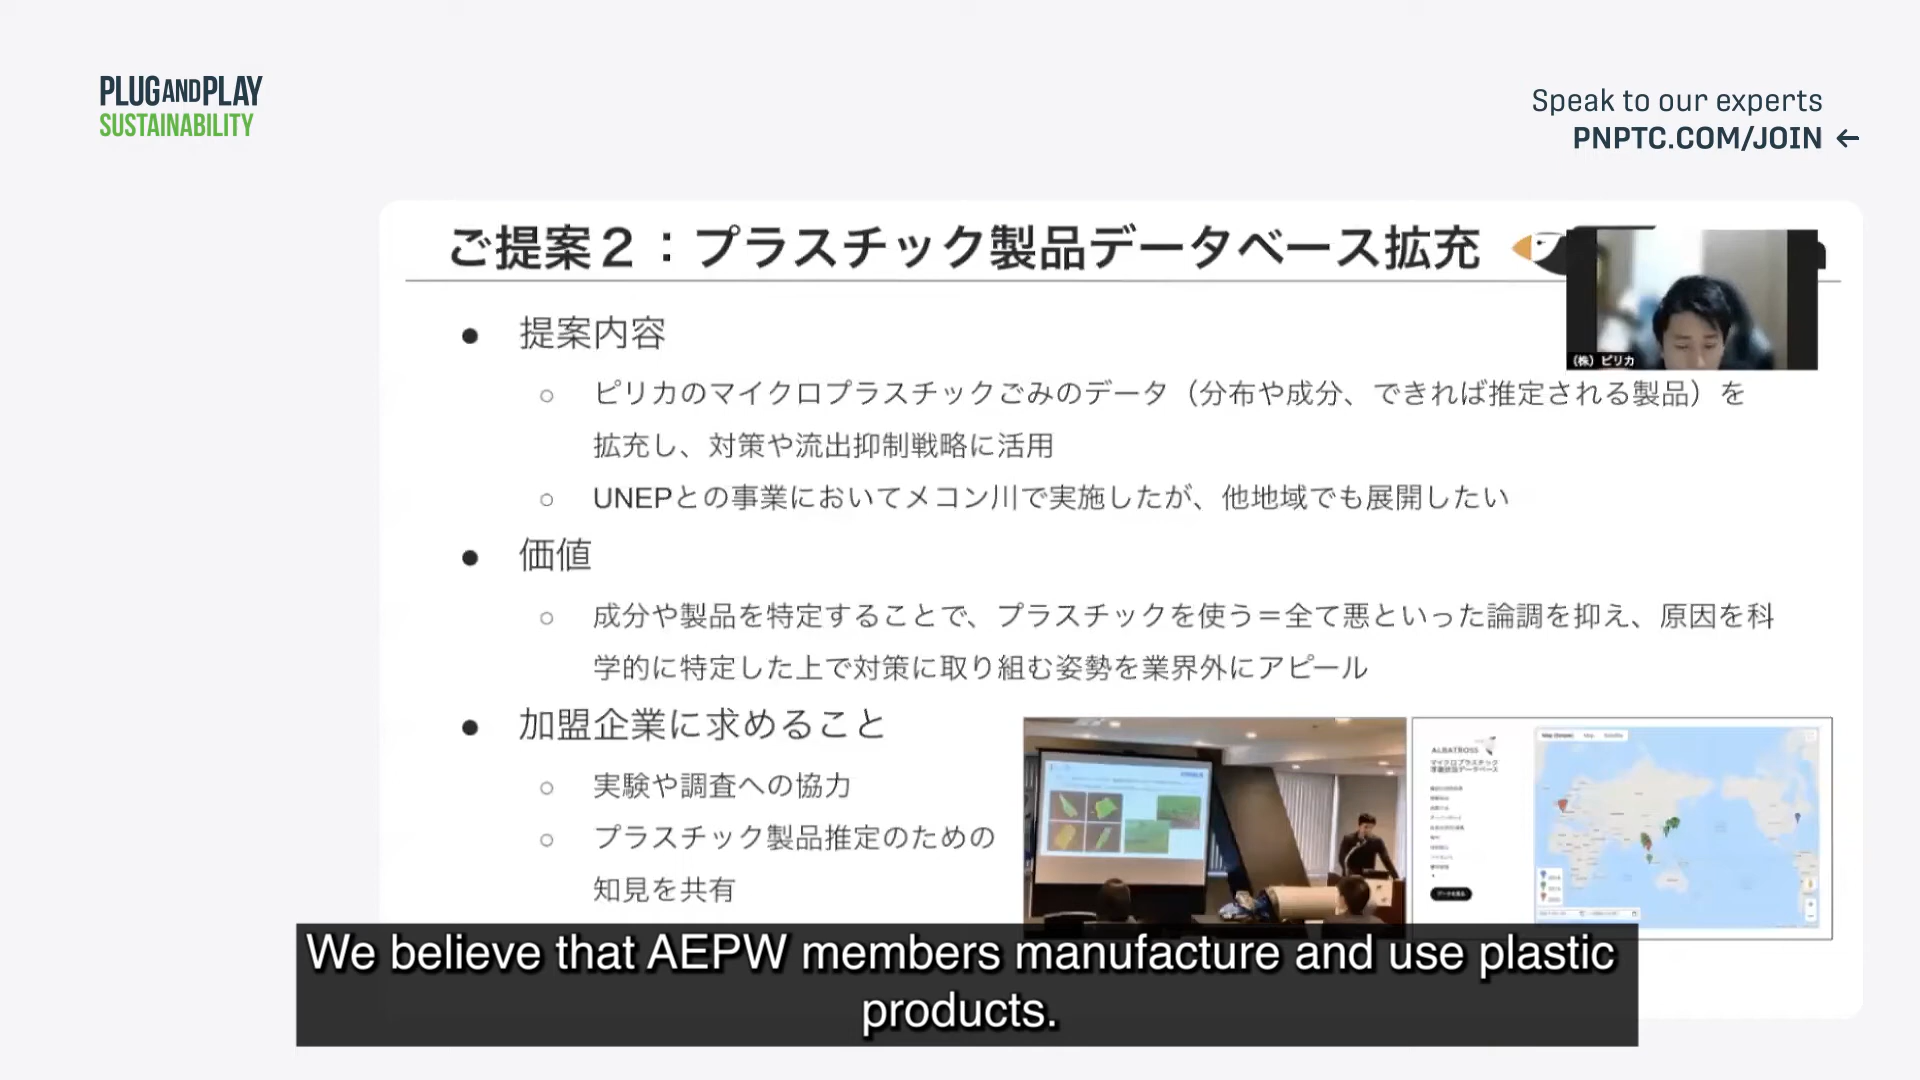 PLUGANDPLAY
SUSTAINABILITY
Speak to our experts
PNPTC.COM/JOIN ←
ご提案２：プラスチック製品データベース拡充
（株）ピリカ
● 提案内容
○ ピリカのマイクロプラスチックごみのデータ（分布や成分、できれば推定される製品）を
拡充し、対策や流出抑制戦略に活用
○ UNEPとの事業においてメコン川で実施したが、他地域でも展開したい
● 価値
○ 成分や製品を特定することで、プラスチックを使う＝全て悪といった論調を抑え、原因を科
学的に特定した上で対策に取り組む姿勢を業界外にアピール
● 加盟企業に求めること
○ 実験や調査への協力
○ プラスチック製品推定のための
知見を共有
ALBATROSS
マイクロプラスチック
We believe that AEPW members manufacture and use plastic
products.